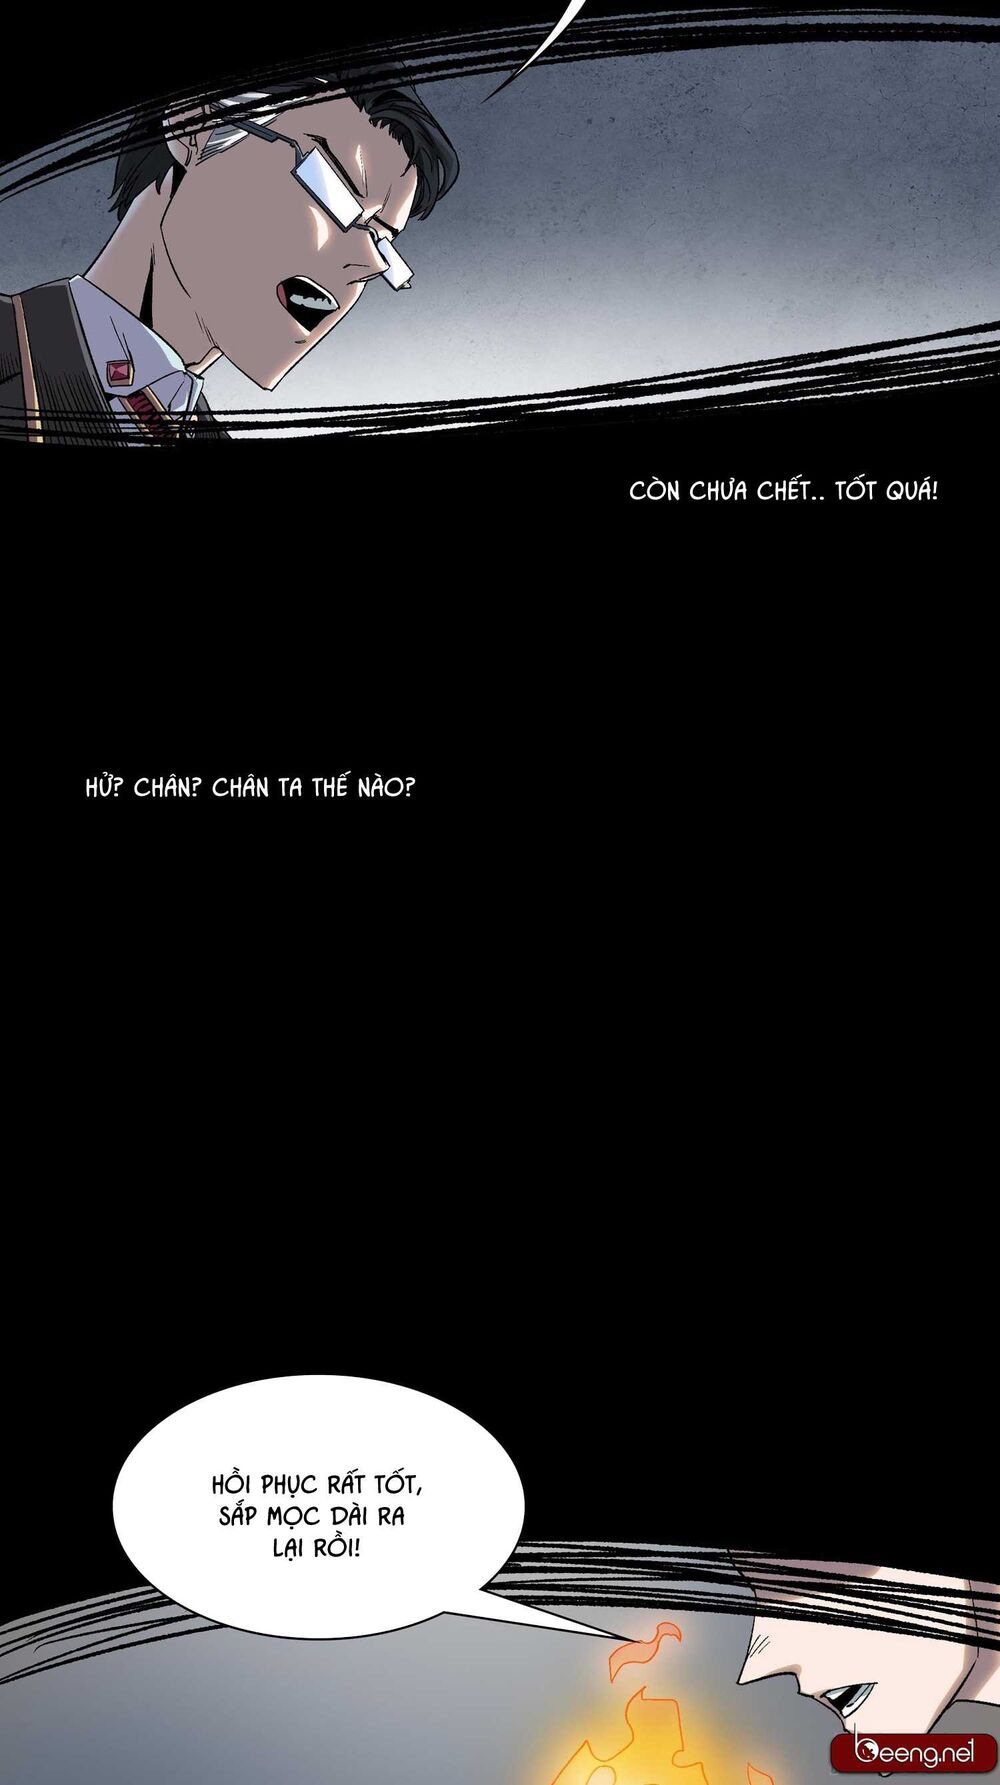 CÒN CHƯA CHẾT.. TỐT QUÁ!
HỬ? CHÂN? CHÂN TA THẾ NÀO?
HỒI PHỤC RẤT TỐT,
SẮP MỌC DÀI RA
LẠI RỒI!
beeng.net